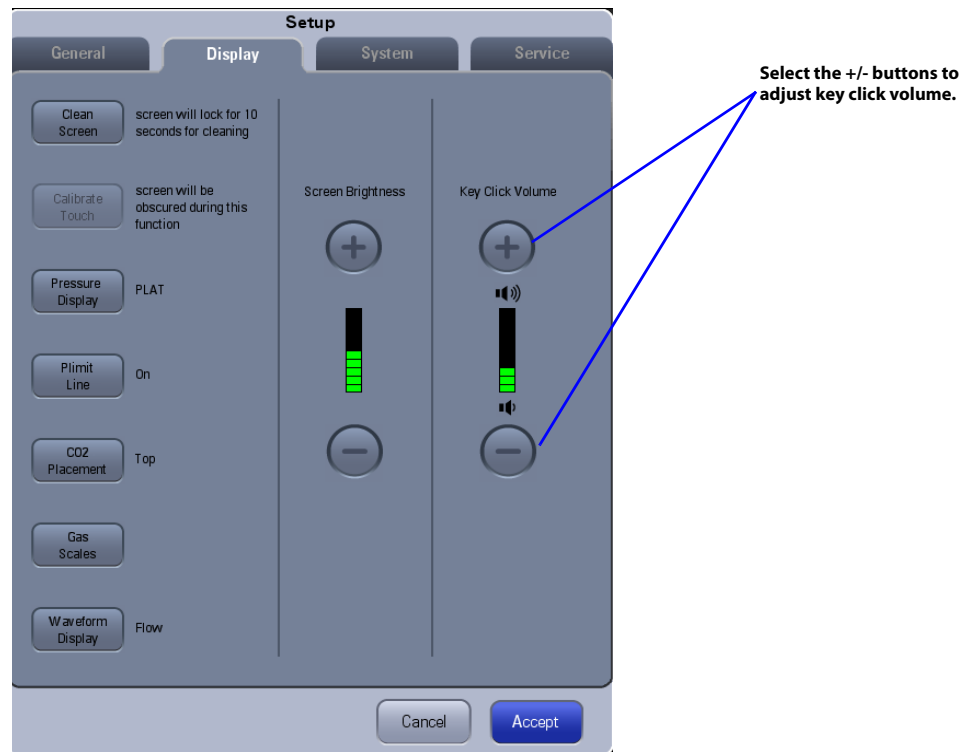 Setup
General
Display
System
Service
Select the +/- buttons to
adjust key click volume.
Clean
Screen
screen will lock for 10
seconds for cleaning
Calibrate
Touch
screen will be
obscured during this
function
Screen Brightness
Key Click Volume
Pressure
Display
PLAT
Plimit
Line
On
CO2
Placement
Top
Gas
Scales
Waveform
Display
Flow
Cancel
Accept